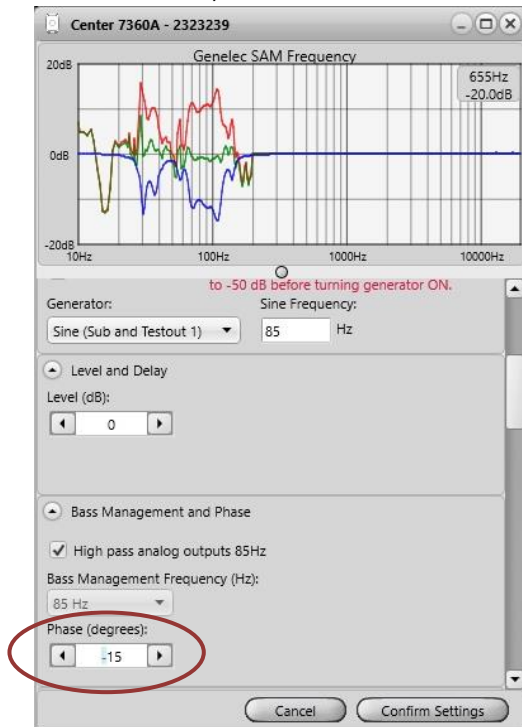 Center 7360A - 2323239
Genelec SAM Frequency
20dB
655Hz
-20.0dB
0dB
-20dB
10Hz 100Hz 1000Hz 10000Hz
to -50 dB before turning generator ON.
Generator: Sine Frequency:
Sine (Sub and Testout 1) 85 Hz
Level and Delay
Level (dB):
0
Bass Management and Phase
High pass analog outputs 85Hz
Bass Management Frequency (Hz):
85 Hz
Phase (degrees):
-15
Cancel Confirm Settings